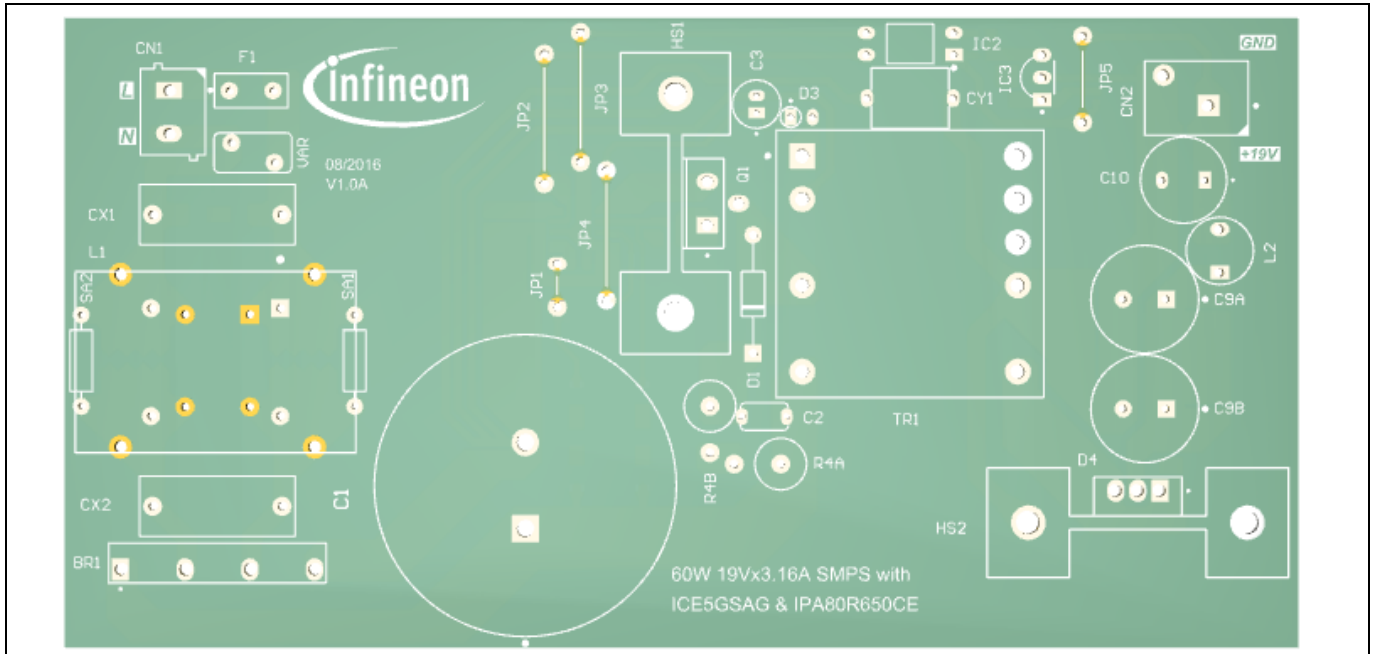 CN1
F1
L
N
VAR
infineon
08/2016
V1.0A
CX1
L1
SA2
SA1
CX2
C1
BR1
JP2
JP3
JP4
JP1
HS1
C3
D3
Q1
D1
IC2
CY1
IC3
JP5
GND
CN2
+19V
C10
L2
C9A
C9B
TR1
C2
R4A
R4B
D4
HS2
60W 19Vx3.16A SMPS with
ICE5GSAG & IPA80R650CE